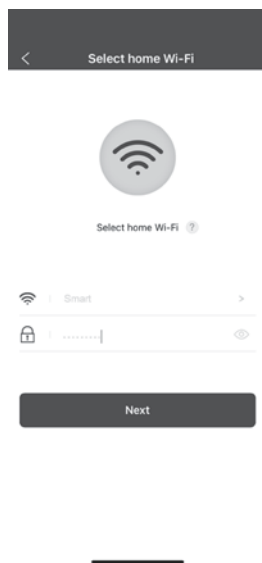 Select home Wi-Fi
Select home Wi-Fi ?
Smart
.........
Next